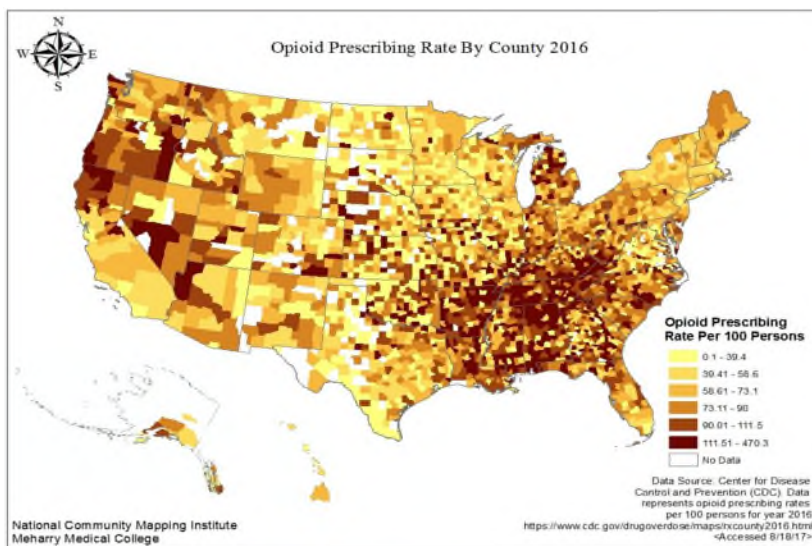 N
W E
S
Opioid Prescribing Rate By County 2016
Opioid Prescribing
Rate Per 100 Persons
0.1 - 39.4
39.41 - 58.6
58.61 - 73.1
73.11 - 90
90.01 - 111.5
111.51 - 470.3
No Data
Data Source: Center for Disease
Control and Prevention (CDC). Data
represents opioid prescribing rates
per 100 persons for year 2016
https://www.cdc.gov/drugoverdose/maps/rxcounty2016.html
<Accessed 8/18/17>
National Community Mapping Institute
Meharry Medical College